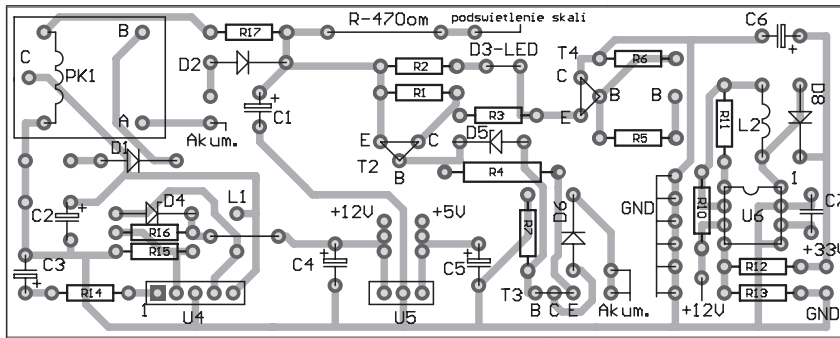 R-470om podswietlenie skali C6
B R17
C PK1 D2 D3-LED T4 R6
R2 C D8
R1 B B
C1 R3 E R11 L2
A Akum. D5 R5
D1 E C
T2 B R4 1
C2 D4 L1 +12V +5V R7 D9 GND R10 U6 C7
R16
R15
C3 C4 C5 +33V
R12
R14 T3 B C E R13
1 U4 U5 Akum. +12V GND